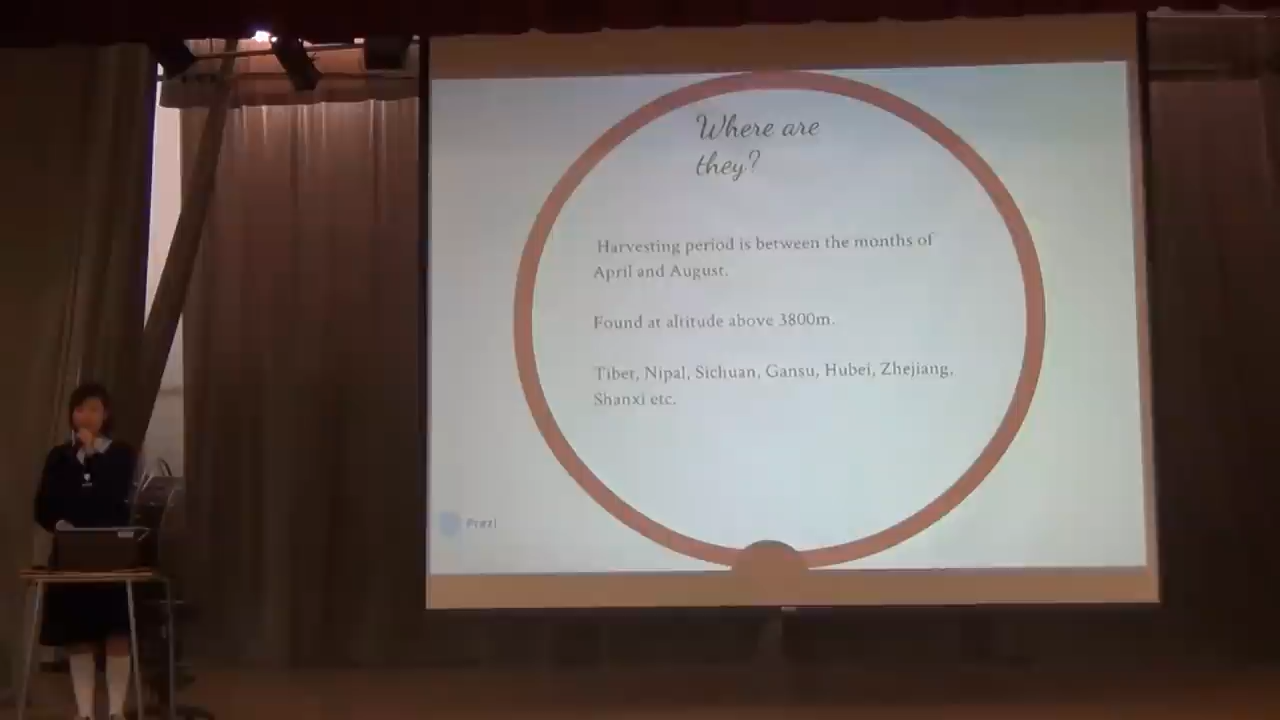 Where are
they?
Harvesting period is between the months of
April and August.
Found at altitude above 3800m.
Tibet, Nipal, Sichuan, Gansu, Hubei, Zhejiang,
Shanxi etc.
Prezi